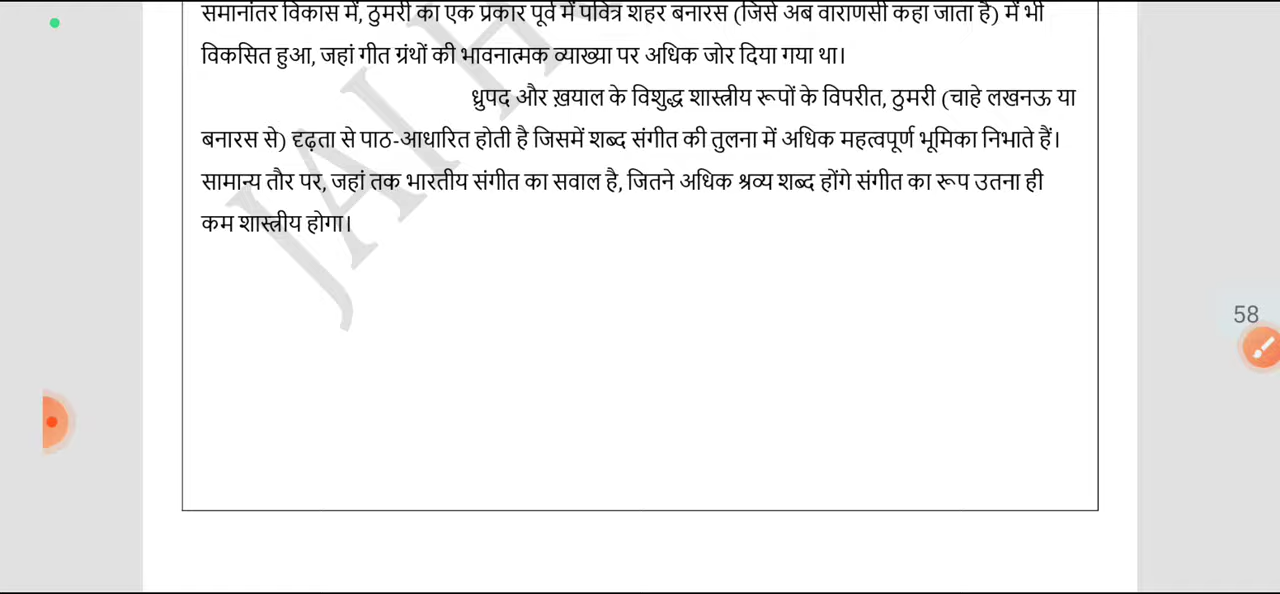 समानांतर विकास में, ठुमरी का एक प्रकार पूर्व में पवित्र शहर बनारस (जिसे अब वाराणसी कहा जाता है) में भी
विकसित हुआ, जहां गीत ग्रंथों की भावनात्मक व्याख्या पर अधिक जोर दिया गया था।
ध्रुपद और ख़याल के विशुद्ध शास्त्रीय रूपों के विपरीत, ठुमरी (चाहे लखनऊ या
बनारस से) दृढ़ता से पाठ-आधारित होती है जिसमें शब्द संगीत की तुलना में अधिक महत्वपूर्ण भूमिका निभाते हैं।
सामान्य तौर पर, जहां तक भारतीय संगीत का सवाल है, जितने अधिक श्रव्य शब्द होंगे संगीत का रूप उतना ही
कम शास्त्रीय होगा।
58
JAI H